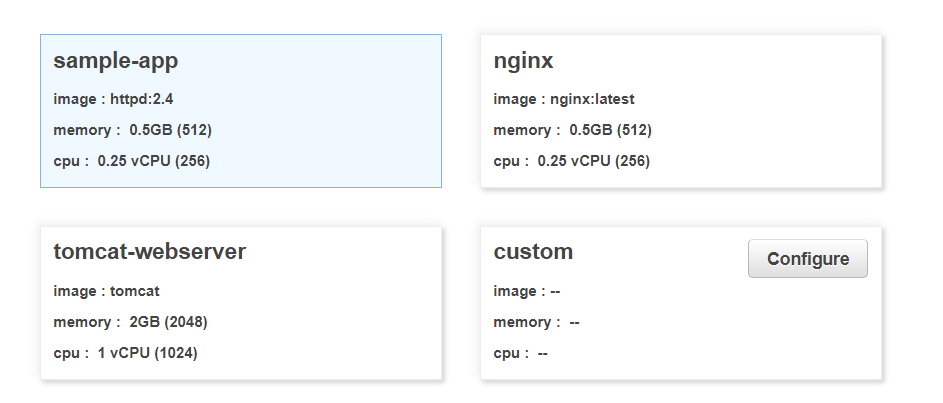 sample-app
image : httpd:2.4
memory : 0.5GB (512)
cpu : 0.25 vCPU (256)
nginx
image : nginx:latest
memory : 0.5GB (512)
cpu : 0.25 vCPU (256)
tomcat-webserver
image : tomcat
memory : 2GB (2048)
cpu : 1 vCPU (1024)
custom
Configure
image : --
memory : --
cpu : --